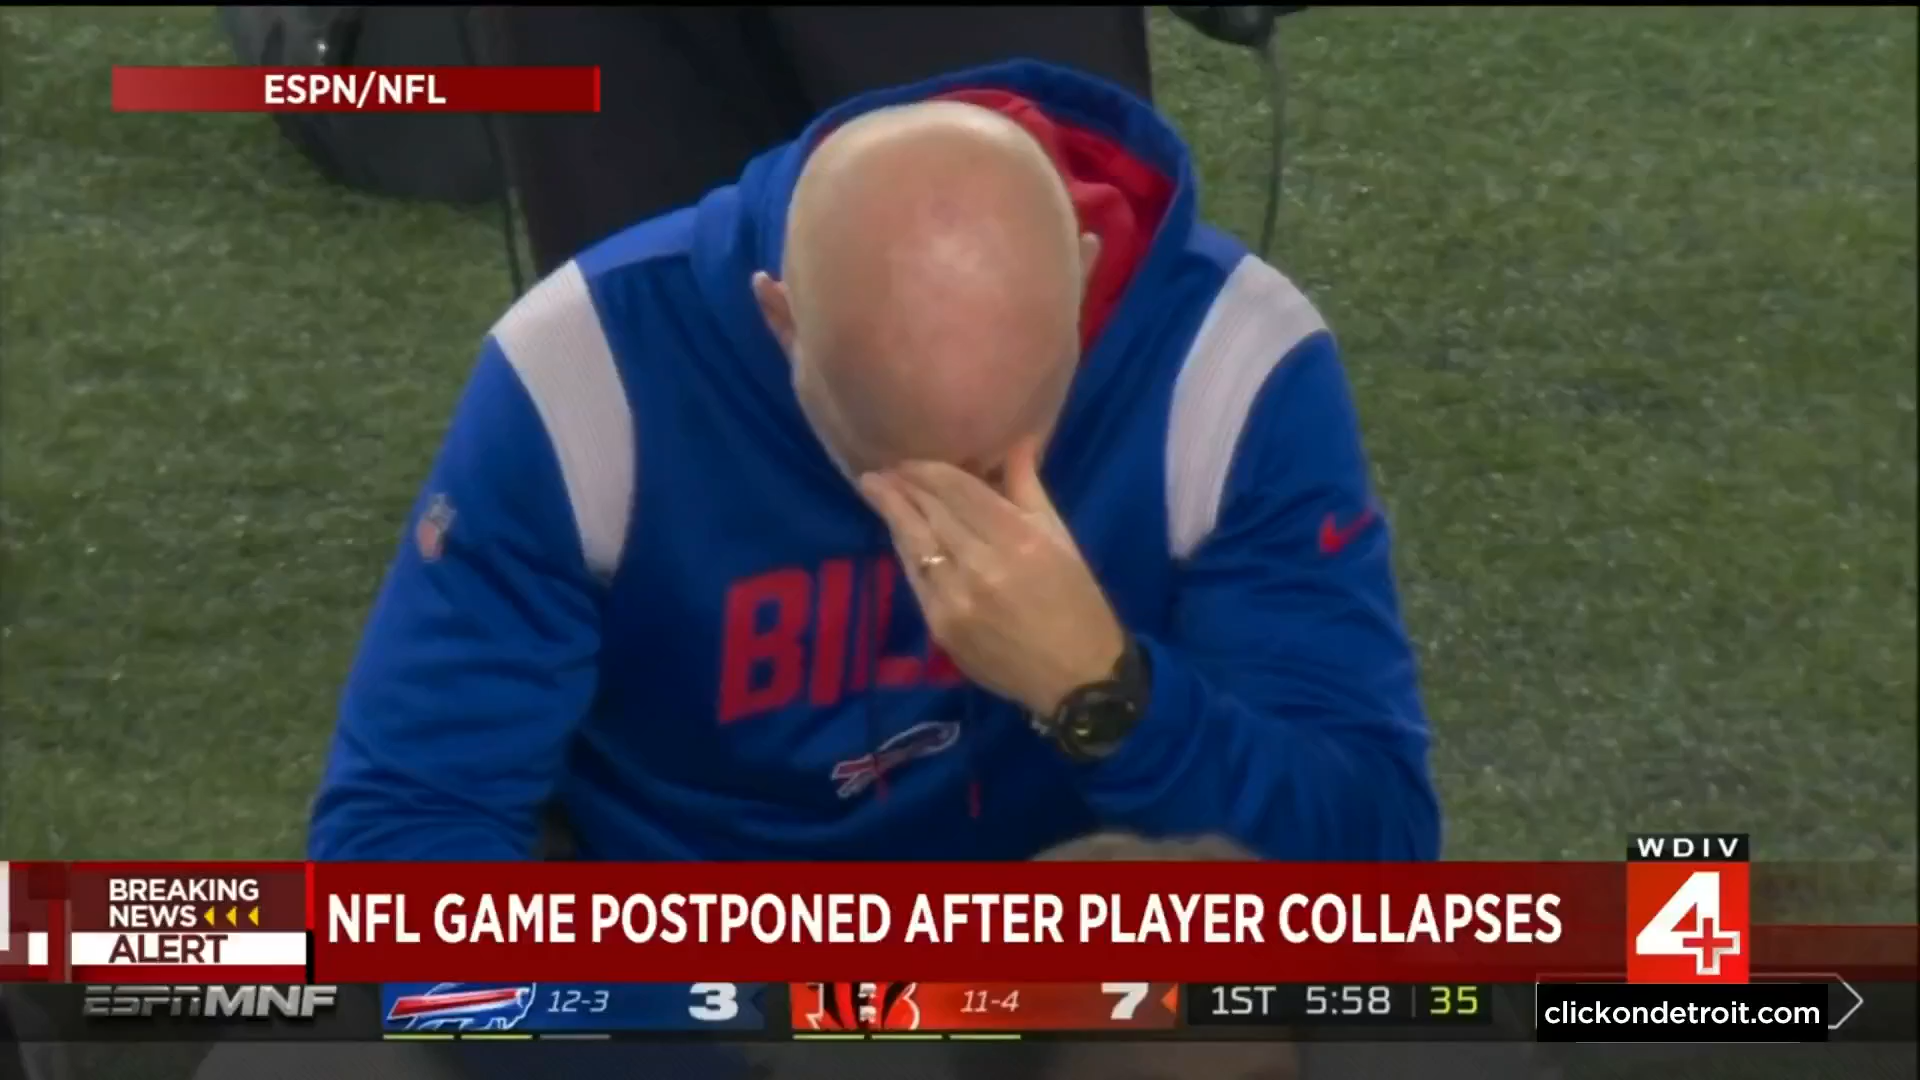 ESPN/NFL
BILL
WDIV
4
BREAKING
NEWS
ALERT
NFL GAME POSTPONED AFTER PLAYER COLLAPSES
ESPN MNF
12-3
3
B
11-4
7
1ST 5:58 35
clickondetroit.com